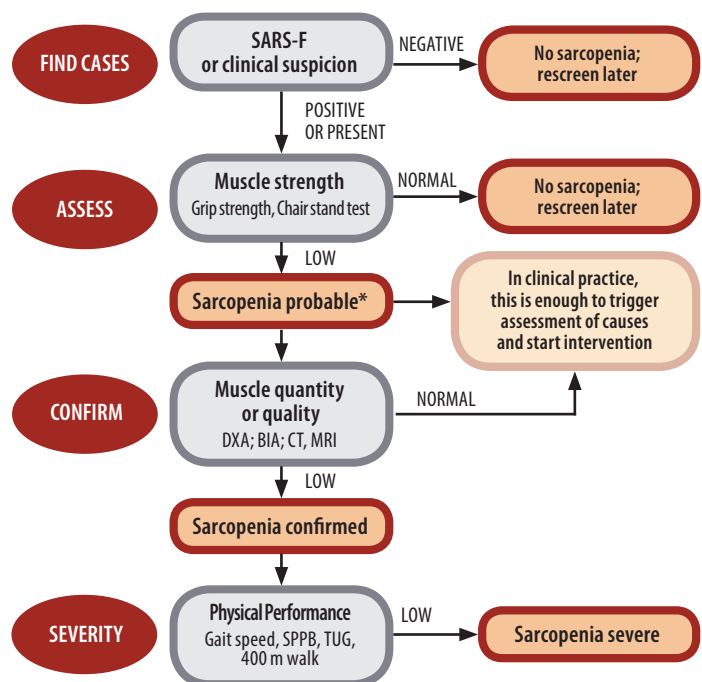 FIND CASES
SARS-F
or clinical suspicion
NEGATIVE
No sarcopenia;
rescreen later
POSITIVE
OR PRESENT
ASSESS
Muscle strength
Grip strength, Chair stand test
NORMAL
No sarcopenia;
rescreen later
LOW
Sarcopenia probable*
In clinical practice,
this is enough to trigger
assessment of causes
and start intervention
CONFIRM
Muscle quantity
or quality
DXA; BIA; CT, MRI
NORMAL
LOW
Sarcopenia confirmed
SEVERITY
Physical Performance
Gait speed, SPPB, TUG,
400 m walk
LOW
Sarcopenia severe